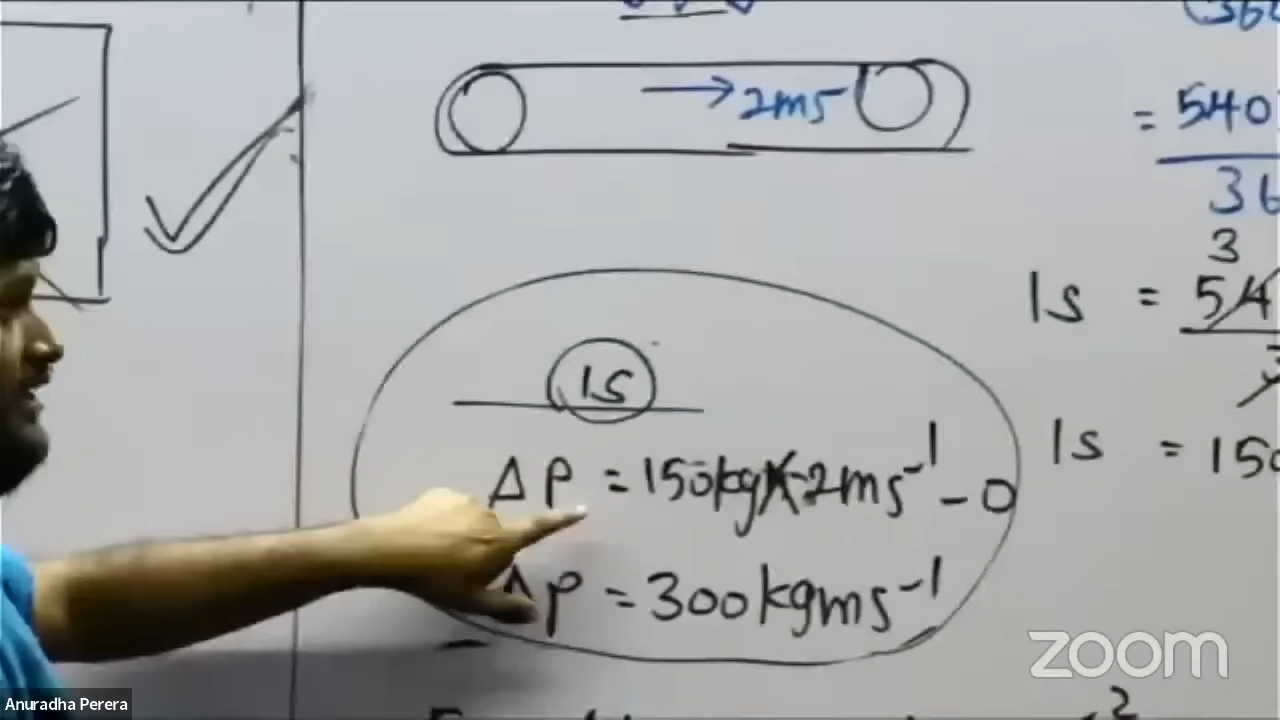 → 2ms
= 540
36
3
1s = 54
1s
ΔP = 150kg × 2ms⁻¹ - 0
1s = 150
ΔP = 300kgms⁻¹
zoom
Anuradha Perera